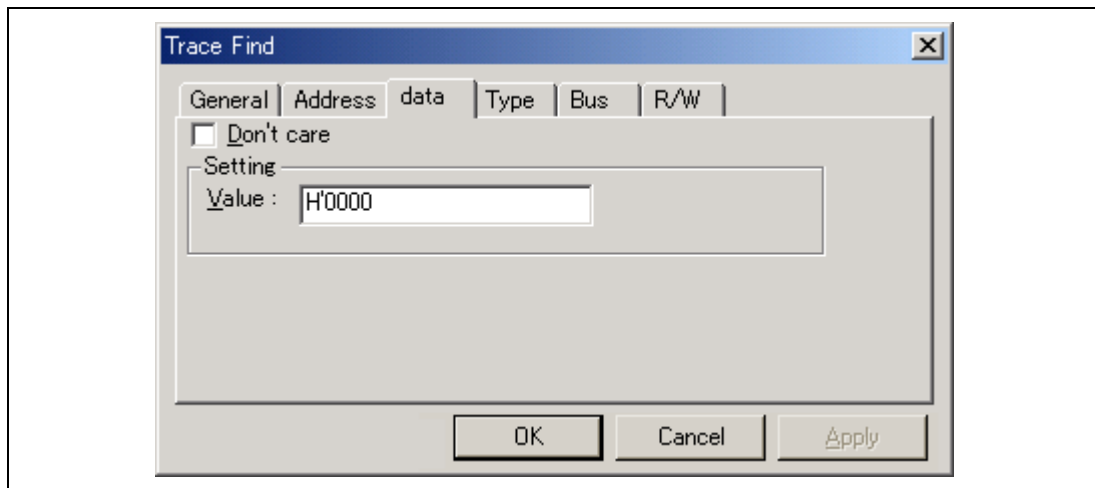 Trace Find
General Address data Type Bus R/W
Don't care
Setting
Value : H'0000
OK Cancel Apply